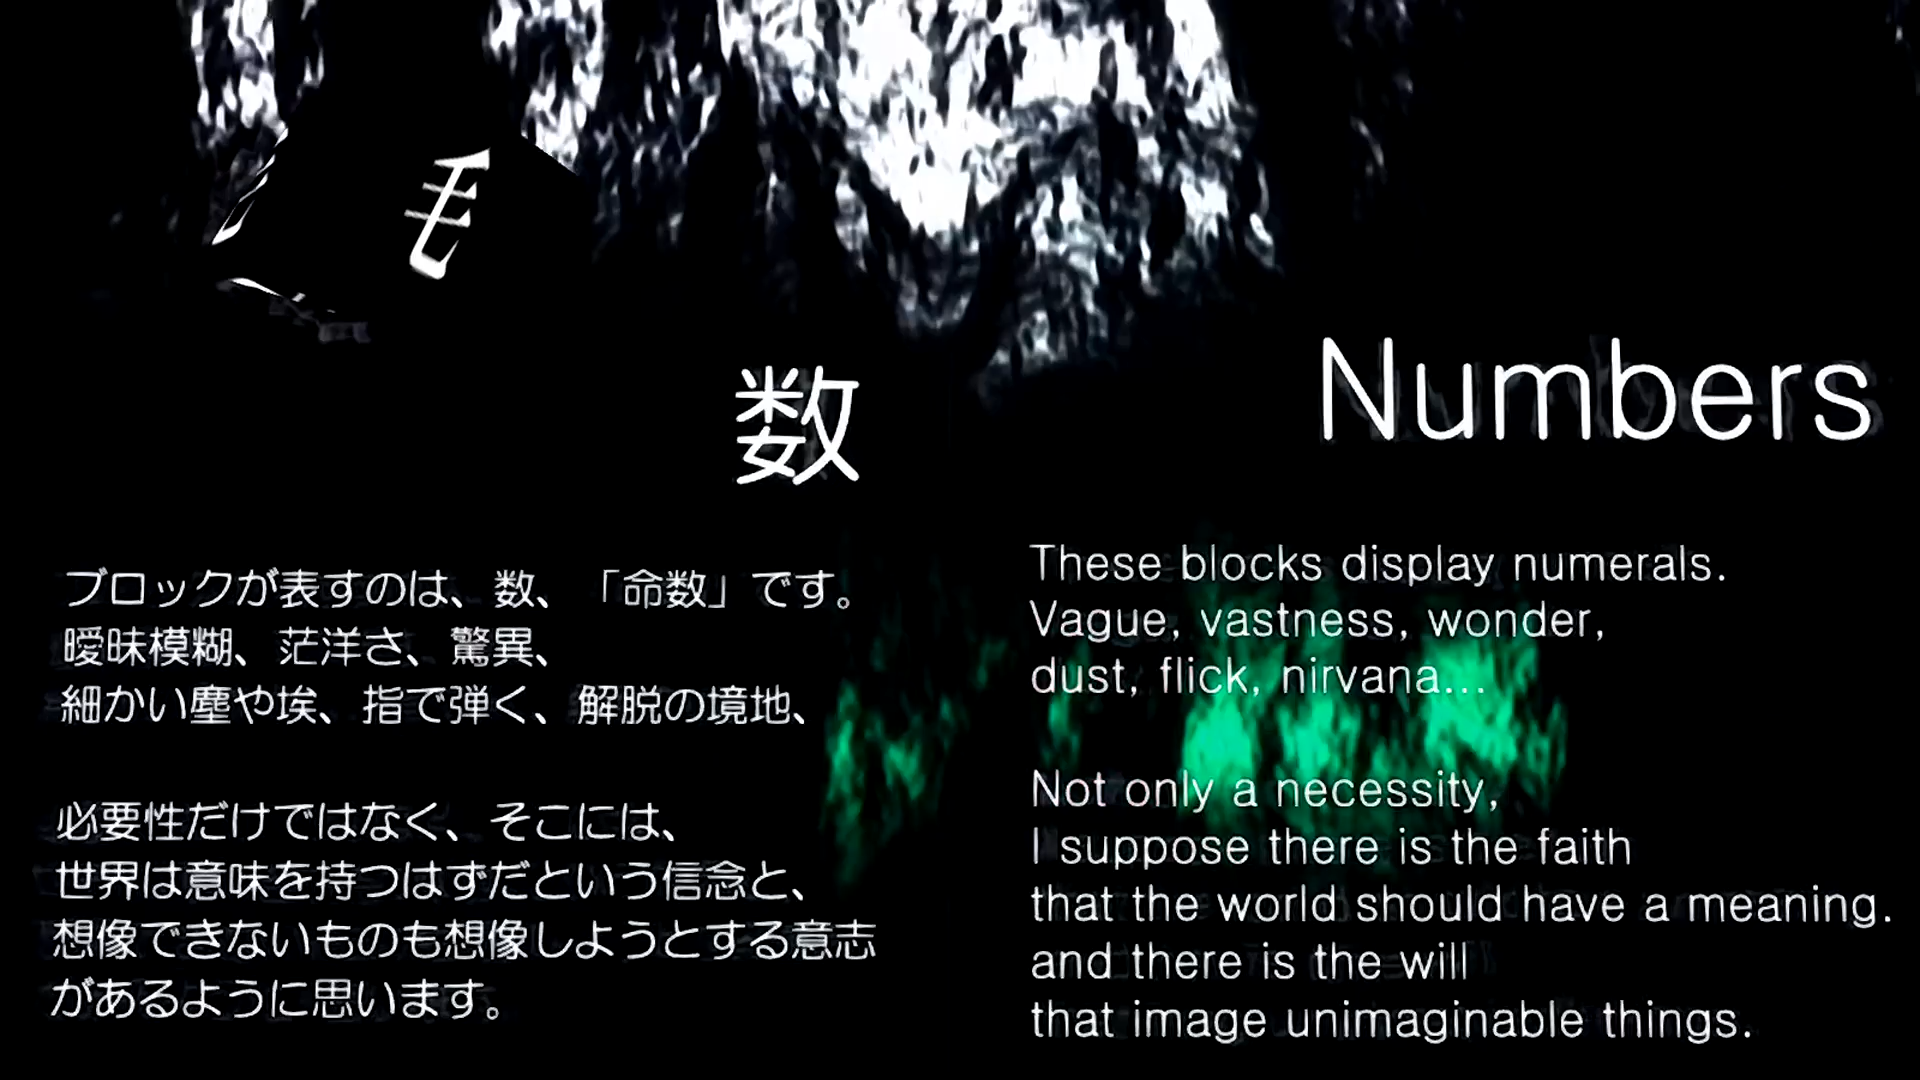 毛
数
ブロックが表すのは、数、「命数」です。
曖昧模糊、茫洋さ、驚異、
細かい塵や埃、指で弾く、解脱の境地、
必要性だけではなく、そこには、
世界は意味を持つはずだという信念と、
想像できないものも想像しようとする意志
があるように思います。
Numbers
These blocks display numerals.
Vague, vastness, wonder,
dust, flick, nirvana...
Not only a necessity,
I suppose there is the faith
that the world should have a meaning.
and there is the will
that image unimaginable things.